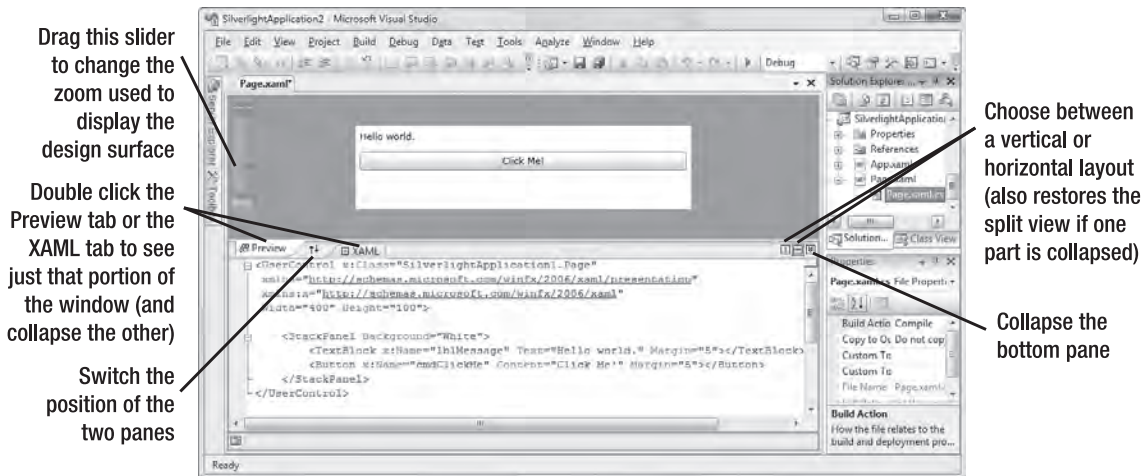 SilverlightApplication2 - Microsoft Visual Studio
File Edit View Project Build Debug Data Test Tools Analyze Window Help
Debug
Drag this slider
to change the
zoom used to
display the
design surface
Double click the
Preview tab or the
XAML tab to see
just that portion of
the window (and
collapse the other)
Switch the
position of the
two panes
Server Explorer
Page.xaml*
Hello world.
Click Me!
Preview
XAML
<UserControl x:Class="SilverlightApplication1.Page"
xmlns="http://schemas.microsoft.com/winfx/2006/xaml/presentation"
xmlns:x="http://schemas.microsoft.com/winfx/2006/xaml"
Width="400" Height="100">
<StackPanel Background="White">
<TextBlock x:Name="lblMessage" Text="Hello world." Margin="5"></TextBlock>
<Button x:Name="cmdClickMe" Content="Click Me!" Margin="5"></Button>
</StackPanel>
</UserControl>
Ready
Solution Explorer
SilverlightApplication
Properties
References
App.xaml
Page.xaml
Page.xaml.cs
Solution... Class View
Properties
Page.xaml.cs File Properti
Build Actio Compile
Copy to Ou Do not cop
Custom To
Custom To
File Name Page.xaml.
Build Action
How the file relates to the
build and deployment pro...
Choose between
a vertical or
horizontal layout
(also restores the
split view if one
part is collapsed)
Collapse the
bottom pane